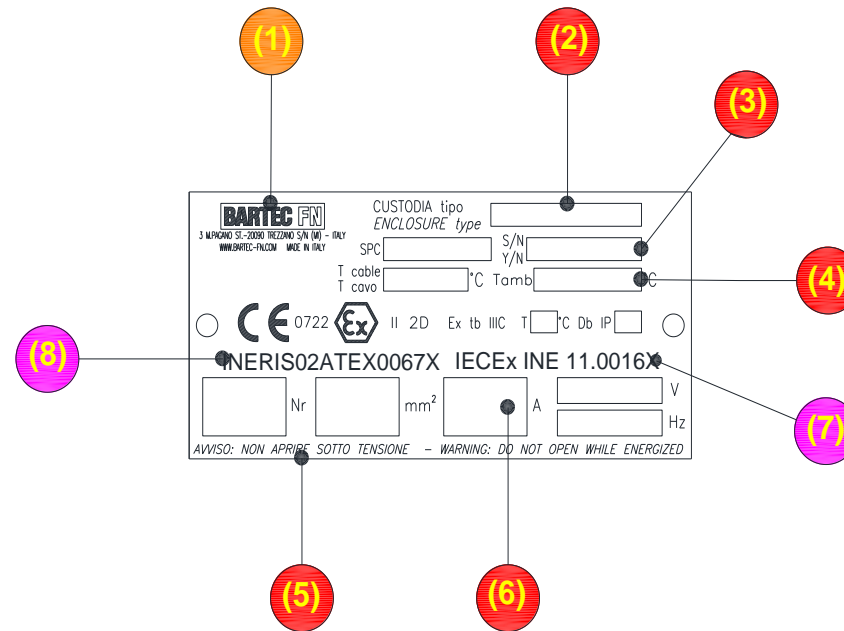 (1)
(2)
(3)
BARTEC FN
CUSTODIA tipo
ENCLOSURE type
3 M.PAGANO ST.-20090 TREZZANO S/N (MI) - ITALY
WWW.BARTEC-FN.COM MADE IN ITALY
SPC
S/N
Y/N
T cable
T cavo
°C Tamb
C
(4)
CE 0722 Ex II 2D Ex tb IIIC T °C Db IP
(8)
INERIS02ATEX0067X IECEx INE 11.0016X
Nr
mm²
A
V
Hz
(7)
AVVISO: NON APRIRE SOTTO TENSIONE - WARNING: DO NOT OPEN WHILE ENERGIZED
(5)
(6)